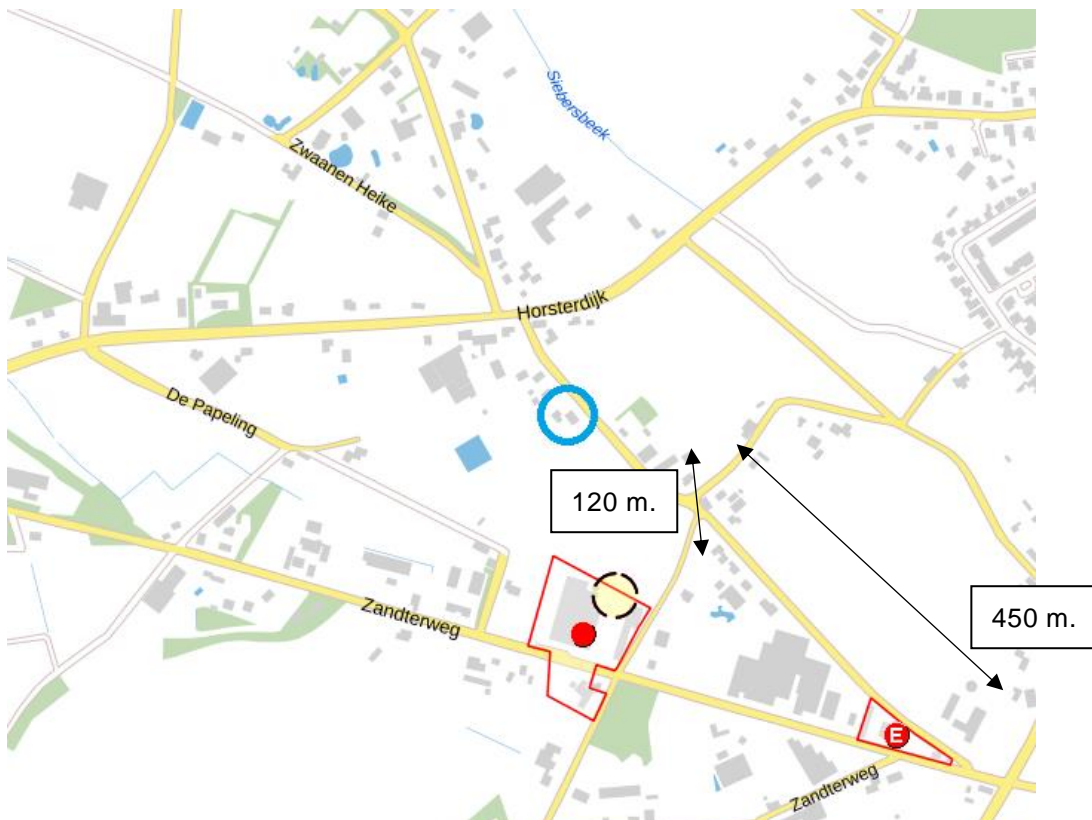 Siebersbeek
Zwaanen Heike
Horsterdijk
De Papeling
120 m.
Zandterweg
450 m.
E
Zandterweg